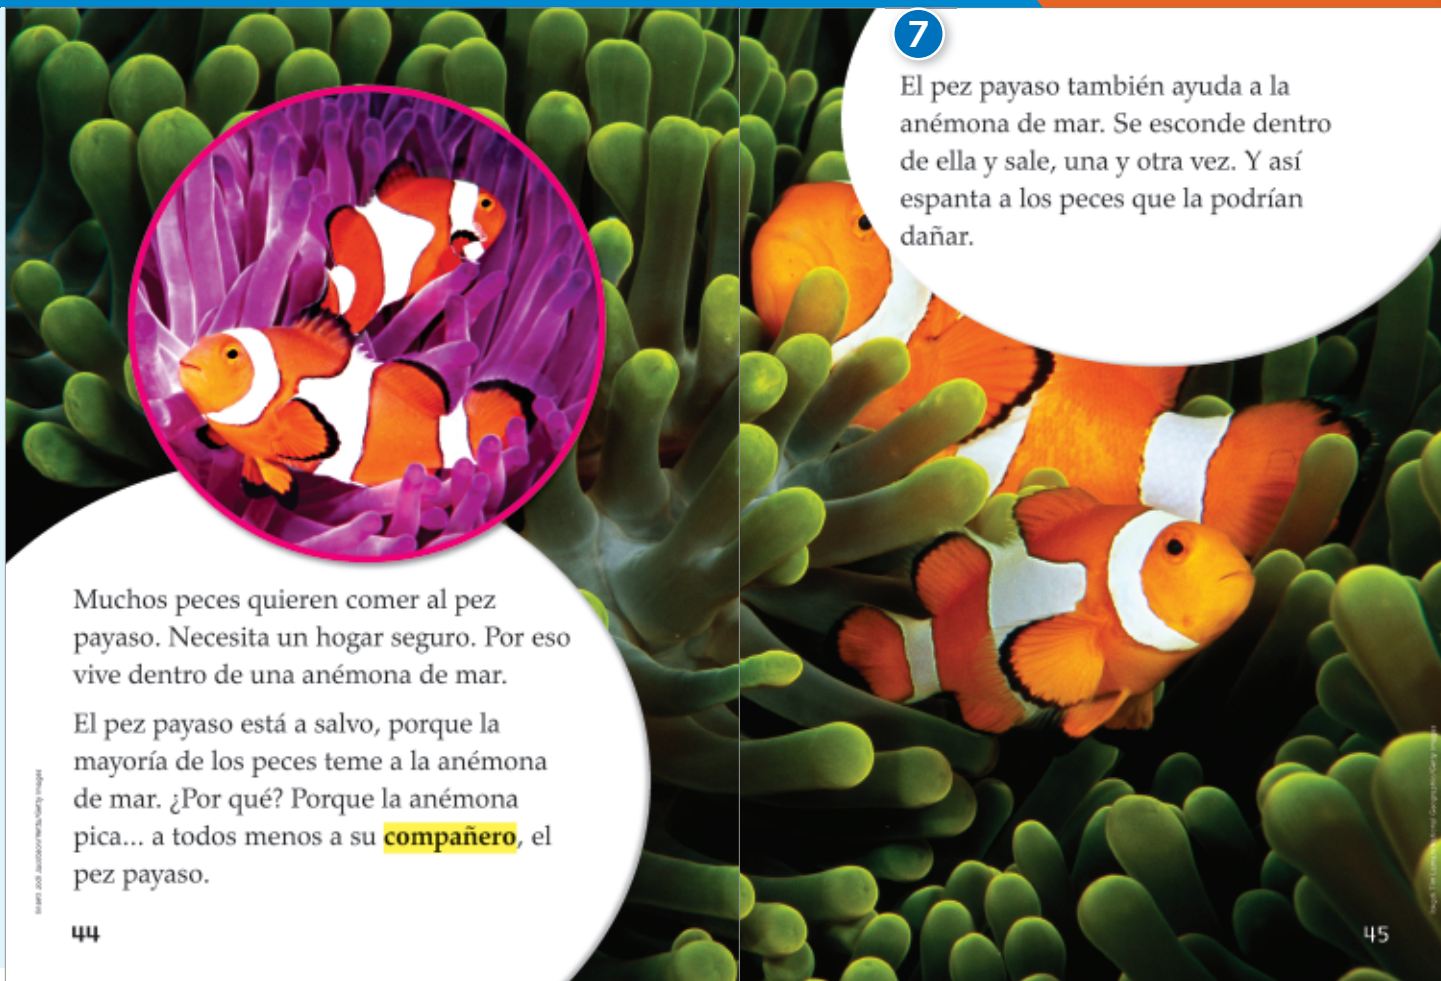 Muchos peces quieren comer al pez
payaso. Necesita un hogar seguro. Por eso
vive dentro de una anémona de mar.
El pez payaso está a salvo, porque la
mayoría de los peces teme a la anémona
de mar. ¿Por qué? Porque la anémona
pica... a todos menos a su compañero, el
pez payaso.
44
7
El pez payaso también ayuda a la
anémona de mar. Se esconde dentro
de ella y sale, una y otra vez. Y así
espanta a los peces que la podrían
dañar.
45